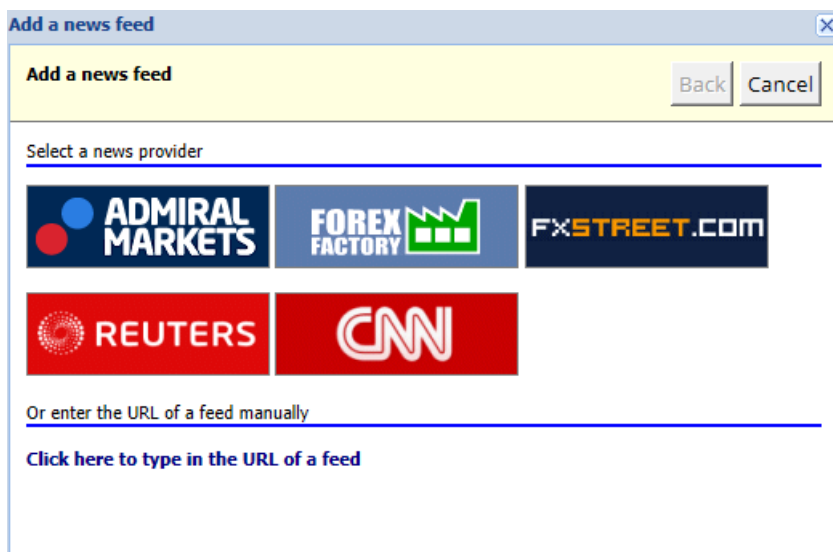 Add a news feed
Add a news feed
Back Cancel
Select a news provider
ADMIRAL
MARKETS
FOREX
FACTORY
FXSTREET.COM
REUTERS
CNN
Or enter the URL of a feed manually
Click here to type in the URL of a feed